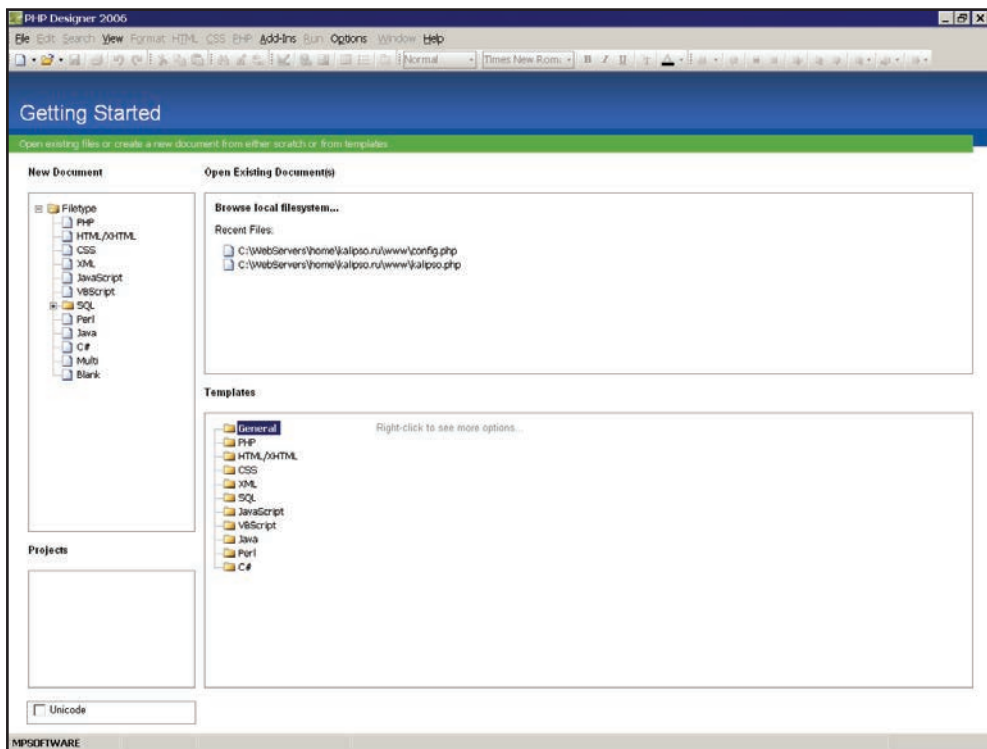 PHP Designer 2006
File Edit Search View Format HTML CSS PHP Add-Ins Run Options Window Help
Normal Times New Rom B I U A
Getting Started
Open existing files or create a new document from either scratch or from templates
New Document
Filetype
PHP
HTML/XHTML
CSS
XML
JavaScript
VBScript
SQL
Perl
Java
C#
Multi
Blank
Projects
Unicode
Open Existing Document(s)
Browse local filesystem...
Recent Files:
C:\WebServers\home\kalipso.ru\www\config.php
C:\WebServers\home\kalipso.ru\www\kalipso.php
Templates
General
Right-click to see more options...
PHP
HTML/XHTML
CSS
XML
SQL
JavaScript
VBScript
Java
Perl
C#
MPSOFTWARE